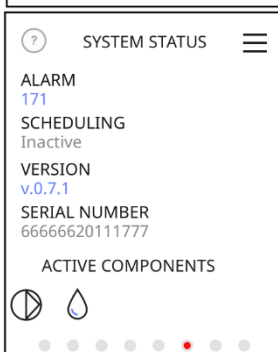 ?
SYSTEM STATUS
ALARM
171
SCHEDULING
Inactive
VERSION
v.0.7.1
SERIAL NUMBER
66666620111777
ACTIVE COMPONENTS